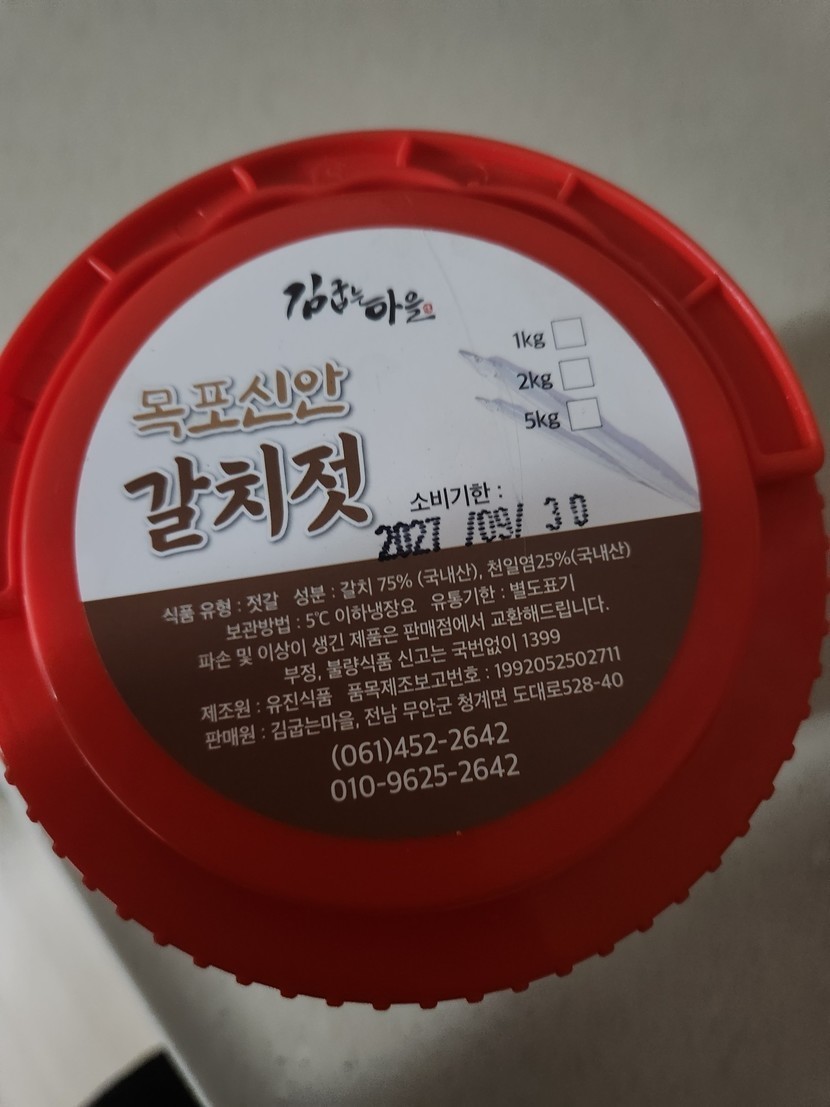 김굽는마을
목포신안
갈치젓
1kg
2kg
5kg
소비기한 :
2027 /09/ 30
식품 유형 : 젓갈 성분 : 갈치 75% (국내산), 천일염25%(국내산)
보관방법 : 5℃ 이하냉장요 유통기한 : 별도표기
파손 및 이상이 생긴 제품은 판매점에서 교환해드립니다.
부정, 불량식품 신고는 국번없이 1399
제조원 : 유진식품 품목제조보고번호 : 1992052502711
판매원 : 김굽는마을, 전남 무안군 청계면 도대로528-40
(061)452-2642
010-9625-2642